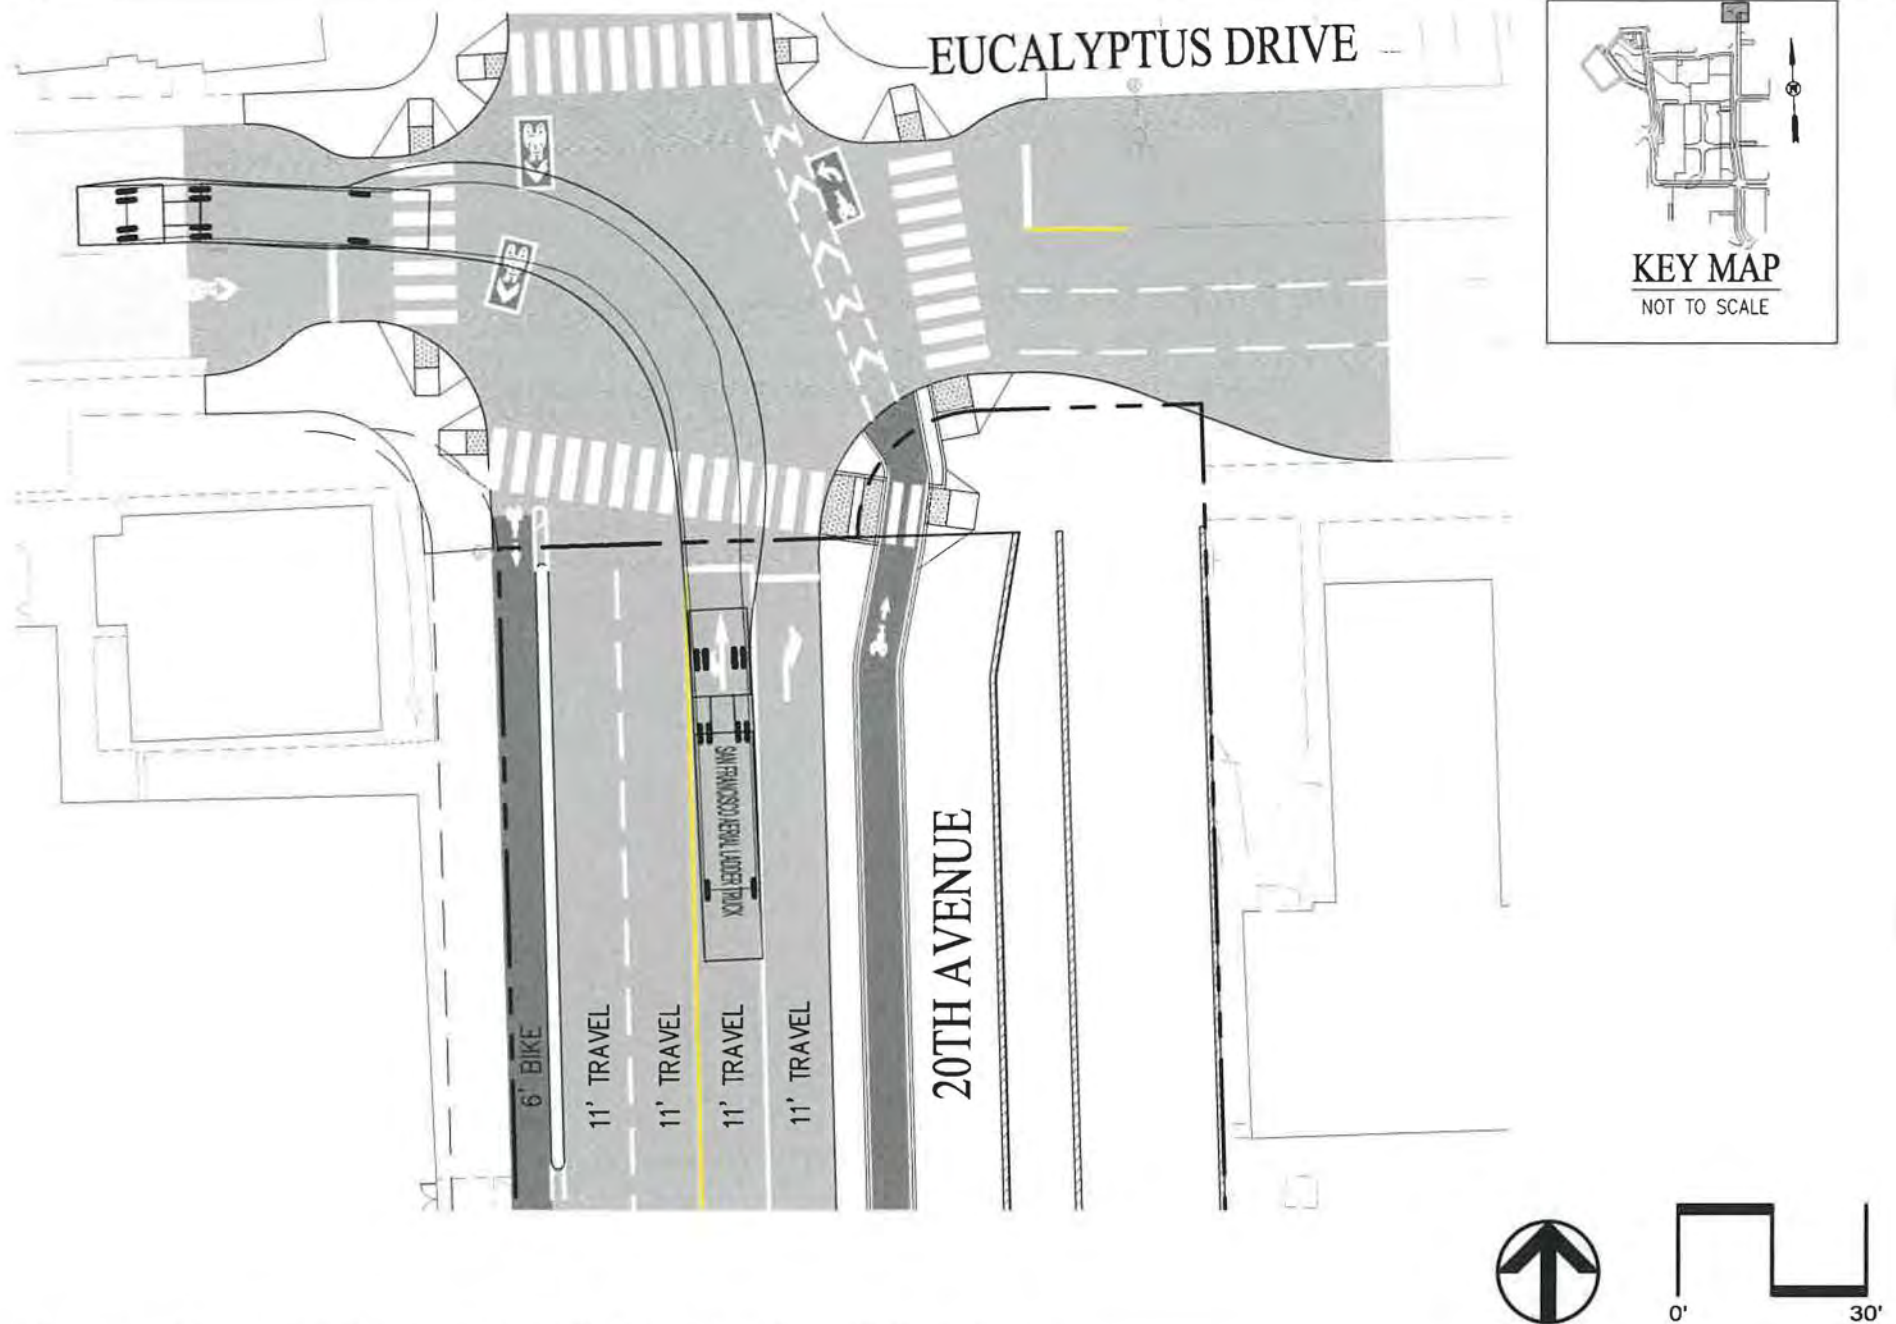 EUCALYPTUS DRIVE
KEY MAP
NOT TO SCALE
SAN FRANCISCO AERIAL LADDER TRUCK
6' BIKE
11' TRAVEL
11' TRAVEL
11' TRAVEL
11' TRAVEL
20TH AVENUE
0'
30'